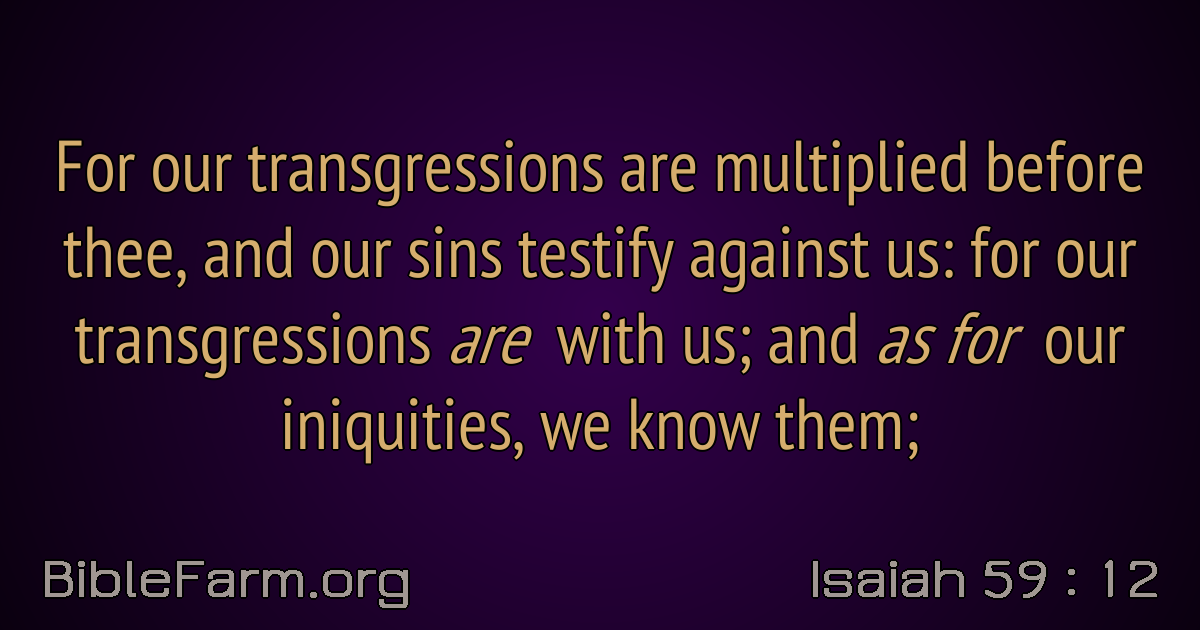 For our transgressions are multiplied before
thee, and our sins testify against us: for our
transgressions are with us; and as for our
iniquities, we know them;
BibleFarm.org
Isaiah 59 : 12